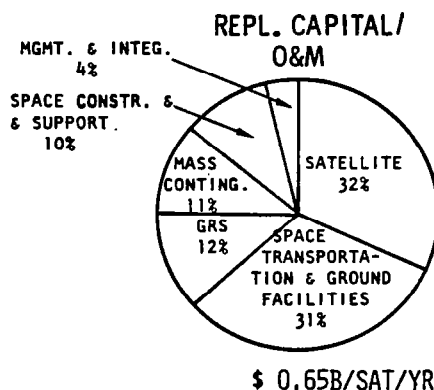 REPL. CAPITAL/
O&M
MGMT. & INTEG.
4%
SPACE CONSTR. &
& SUPPORT.
10%
MASS
CONTING.
11%
GRS
12%
SATELLITE
32%
SPACE
TRANSPORTA-
TION & GROUND
FACILITIES
31%
$ 0.65B/SAT/YR